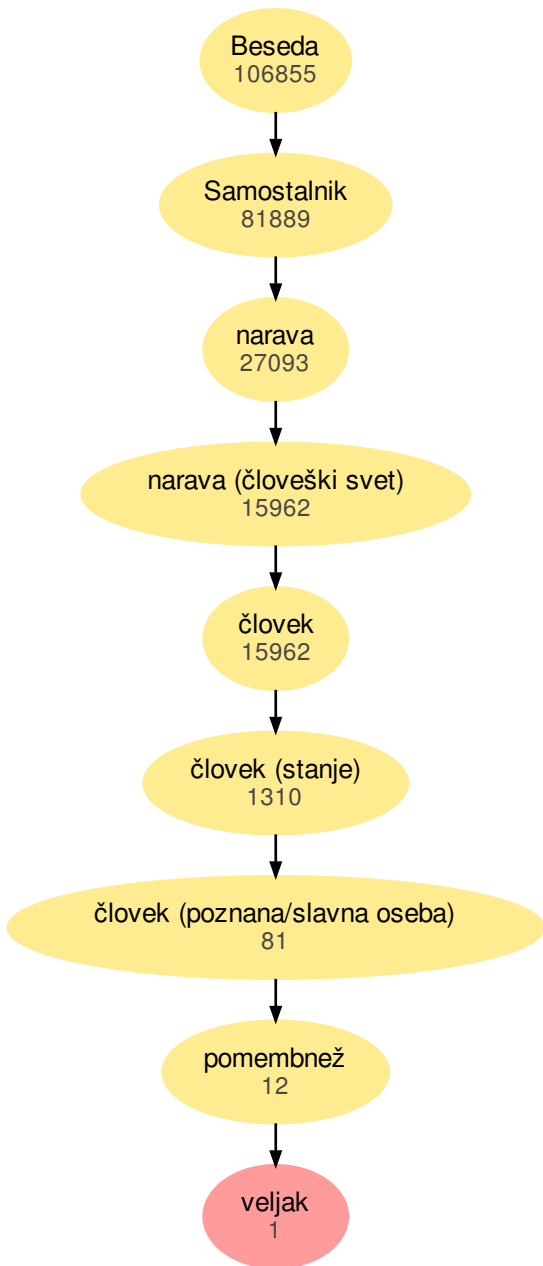 Beseda
106855
Samostalnik
81889
narava
27093
narava (človeški svet)
15962
človek
15962
človek (stanje)
1310
človek (poznana/slavna oseba)
81
pomembnež
12
veljak
1